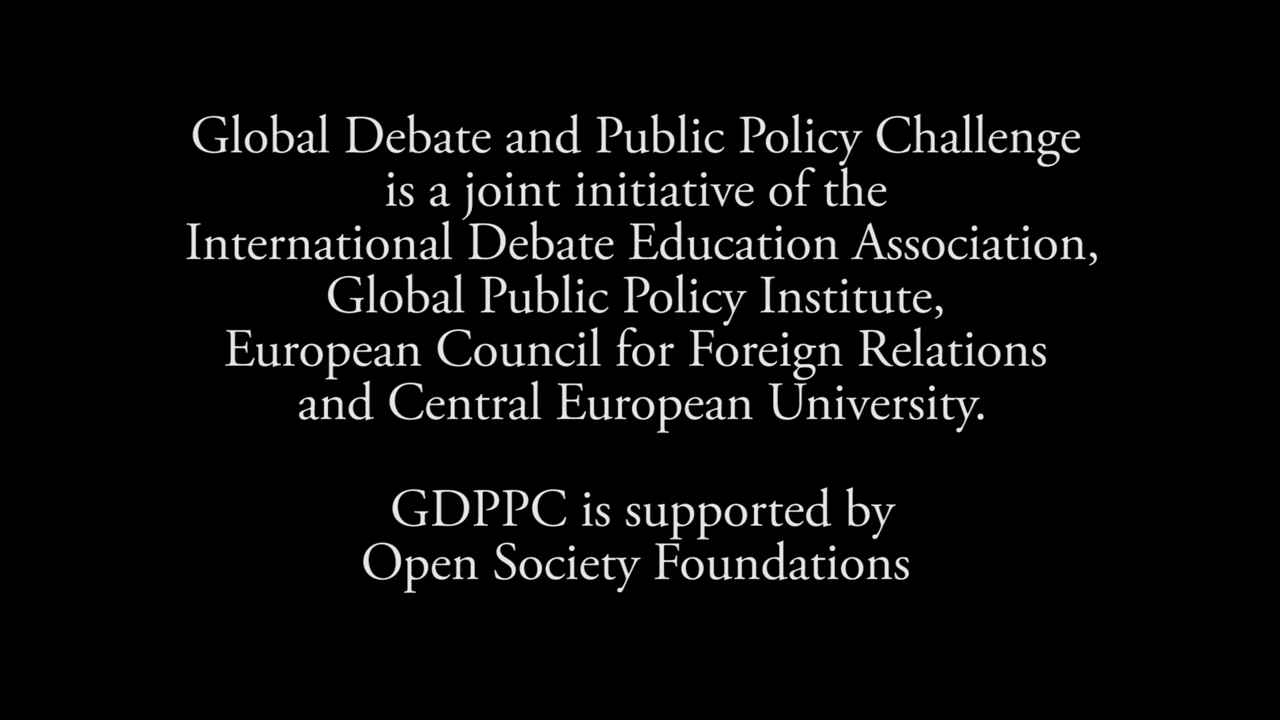 Global Debate and Public Policy Challenge
is a joint initiative of the
International Debate Education Association,
Global Public Policy Institute,
European Council for Foreign Relations
and Central European University.
GDPPC is supported by
Open Society Foundations